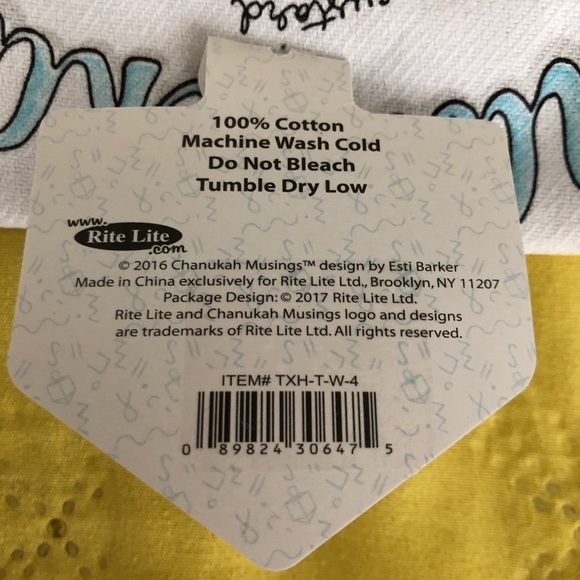 100% Cotton
Machine Wash Cold
Do Not Bleach
Tumble Dry Low
www.
Rite Lite
.com
© 2016 Chanukah Musings™ design by Esti Barker
Made in China exclusively for Rite Lite Ltd., Brooklyn, NY 11207
Package Design: © 2017 Rite Lite Ltd.
Rite Lite and Chanukah Musings logo and designs
are trademarks of Rite Lite Ltd. All rights reserved.
ITEM# TXH-T-W-4
0 89824 30647 5